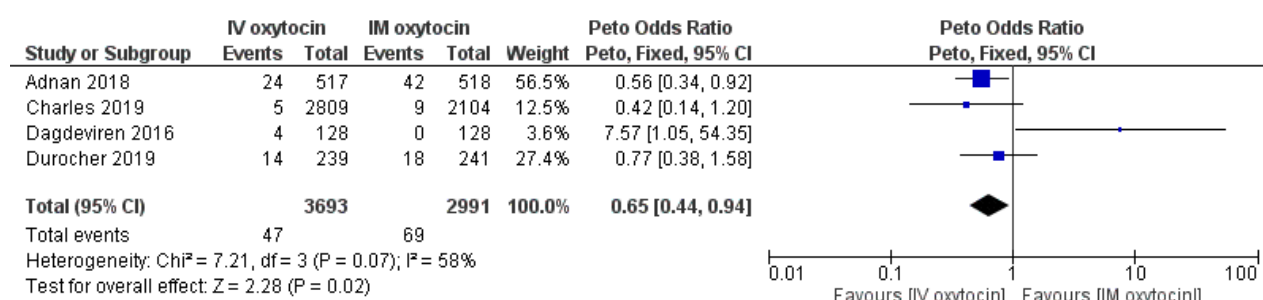 IV oxytocin IM oxytocin Peto Odds Ratio Peto Odds Ratio
Study or Subgroup Events Total Events Total Weight Peto, Fixed, 95% CI Peto, Fixed, 95% CI
Adnan 2018 24 517 42 518 56.5% 0.56 [0.34, 0.92]
Charles 2019 5 2809 9 2104 12.5% 0.42 [0.14, 1.20]
Dagdeviren 2016 4 128 0 128 3.6% 7.57 [1.05, 54.35]
Durocher 2019 14 239 18 241 27.4% 0.77 [0.38, 1.58]
Total (95% CI) 3693 2991 100.0% 0.65 [0.44, 0.94]
Total events 47 69
Heterogeneity: Chi² = 7.21, df = 3 (P = 0.07); I² = 58%
Test for overall effect: Z = 2.28 (P = 0.02)
0.01 0.1 1 10 100
Favours [IV oxytocin] Favours [IM oxytocin]